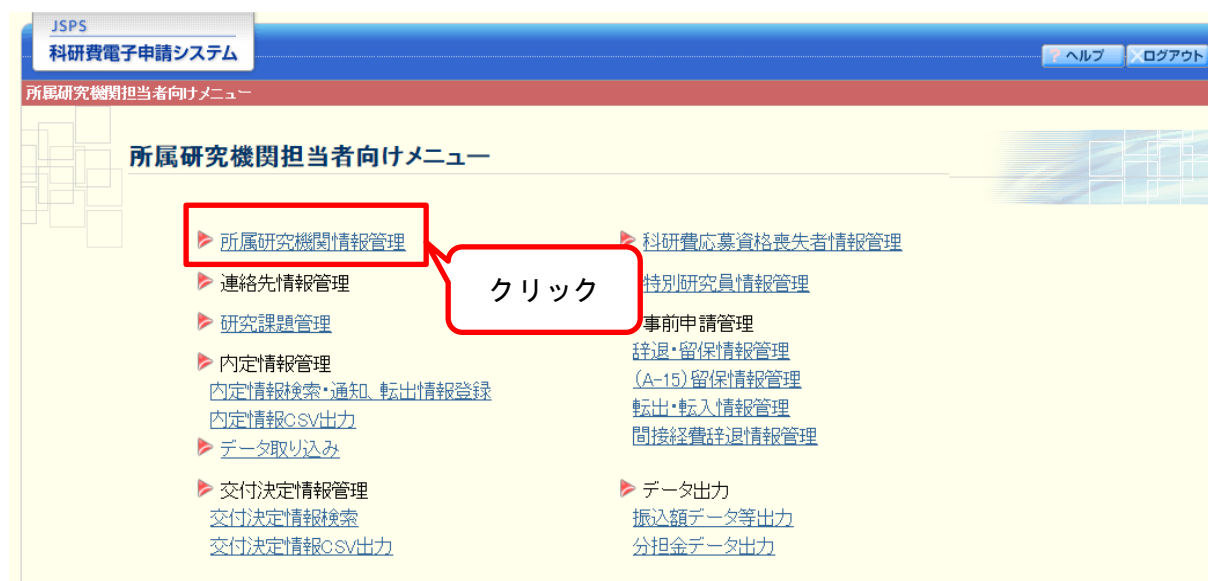 JSPS
科研費電子申請システム
ヘルプ
ログアウト
所属研究機関担当者向けメニュー
所属研究機関担当者向けメニュー
所属研究機関情報管理
連絡先情報管理
研究課題管理
内定情報管理
内定情報検索・通知、転出情報登録
内定情報CSV出力
データ取り込み
交付決定情報管理
交付決定情報検索
交付決定情報CSV出力
クリック
科研費応募資格喪失者情報管理
特別研究員情報管理
事前申請管理
辞退・留保情報管理
(A-15)留保情報管理
転出・転入情報管理
間接経費辞退情報管理
データ出力
振込額データ等出力
分担金データ出力